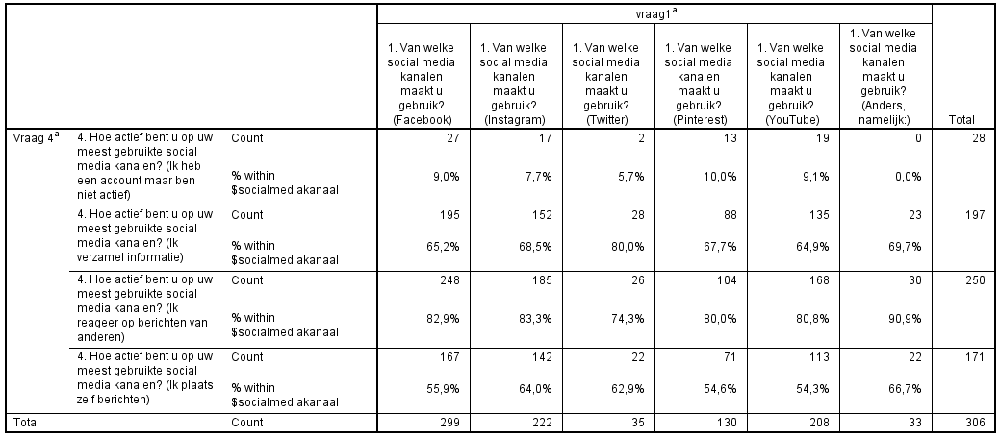 vraag1ª
1. Van welke social media kanalen maakt u gebruik? (Facebook)
1. Van welke social media kanalen maakt u gebruik? (Instagram)
1. Van welke social media kanalen maakt u gebruik? (Twitter)
1. Van welke social media kanalen maakt u gebruik? (Pinterest)
1. Van welke social media kanalen maakt u gebruik? (YouTube)
1. Van welke social media kanalen maakt u gebruik? (Anders, namelijk:)
Total
Vraag 4ª
4. Hoe actief bent u op uw meest gebruikte social media kanalen? (Ik heb een account maar ben niet actief)
Count 27 17 2 13 19 0 28
% within $socialmediakanaal 9,0% 7,7% 5,7% 10,0% 9,1% 0,0%
4. Hoe actief bent u op uw meest gebruikte social media kanalen? (Ik verzamel informatie)
Count 195 152 28 88 135 23 197
% within $socialmediakanaal 65,2% 68,5% 80,0% 67,7% 64,9% 69,7%
4. Hoe actief bent u op uw meest gebruikte social media kanalen? (Ik reageer op berichten van anderen)
Count 248 185 26 104 168 30 250
% within $socialmediakanaal 82,9% 83,3% 74,3% 80,0% 80,8% 90,9%
4. Hoe actief bent u op uw meest gebruikte social media kanalen? (Ik plaats zelf berichten)
Count 167 142 22 71 113 22 171
% within $socialmediakanaal 55,9% 64,0% 62,9% 54,6% 54,3% 66,7%
Total Count 299 222 35 130 208 33 306